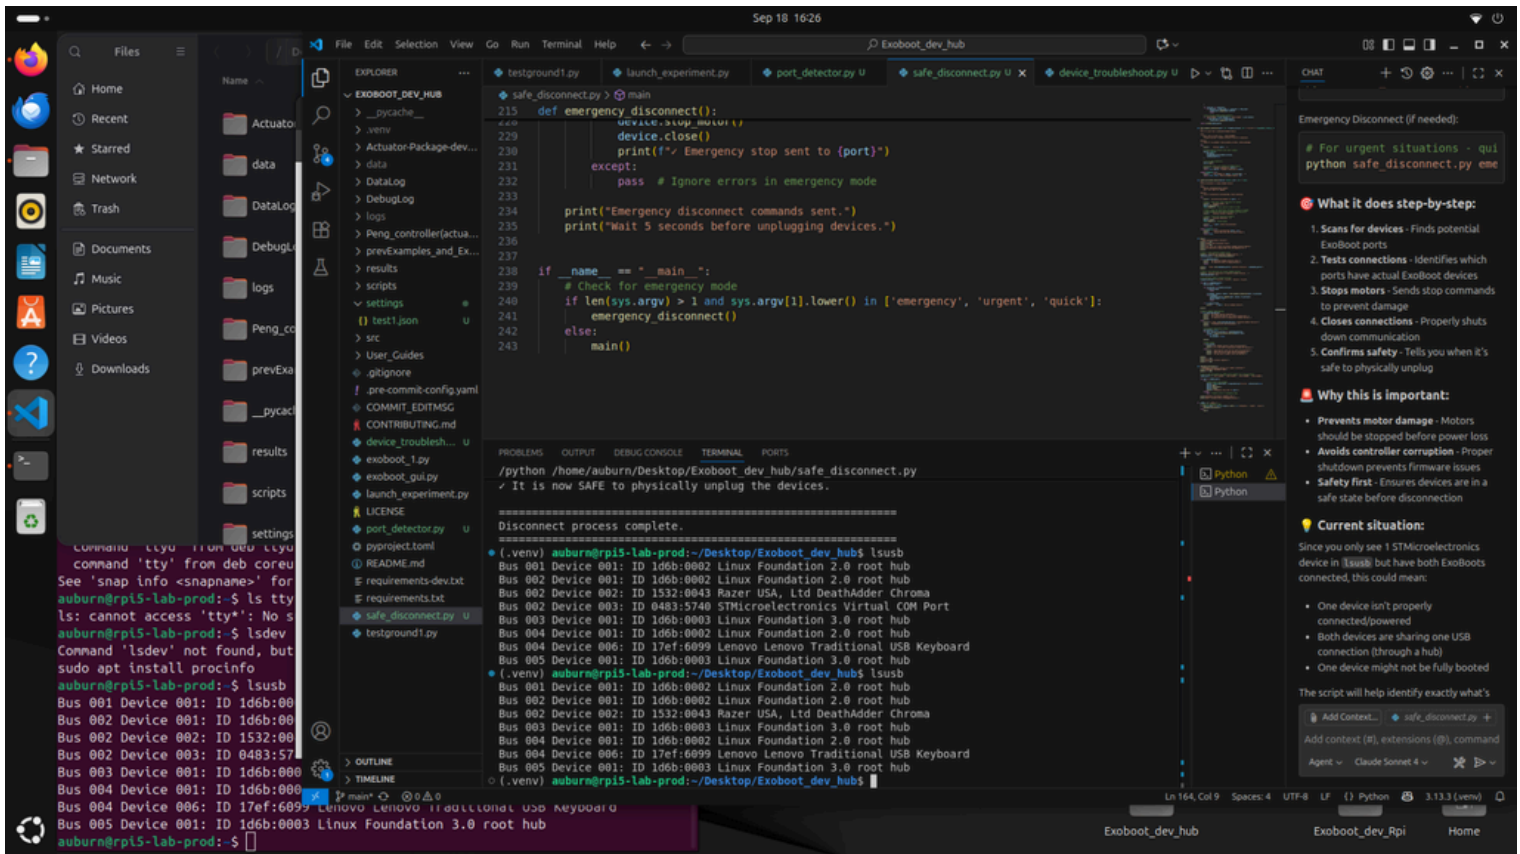 Sep 18 16:26
Files
Home
Recent
Starred
Network
Trash
Documents
Music
Pictures
Videos
Downloads
Name
Actuato
data
DataLog
DebugL
logs
Peng_co
prevExa
__pycac
results
scripts
settings
command 'ttyd' from deb ttyd
command 'tty' from deb coreu
See 'snap info <snapname>' for
auburn@rpi5-lab-prod:~$ ls tty
ls: cannot access 'tty*': No s
auburn@rpi5-lab-prod:~$ lsdev
Command 'lsdev' not found, but
sudo apt install procinfo
auburn@rpi5-lab-prod:~$ lsusb
Bus 001 Device 001: ID 1d6b:00
Bus 002 Device 001: ID 1d6b:00
Bus 002 Device 002: ID 1532:00
Bus 002 Device 003: ID 0483:57
Bus 003 Device 001: ID 1d6b:000
Bus 004 Device 001: ID 1d6b:000
Bus 004 Device 006: ID 17ef:6099 Lenovo Lenovo Traditional USB Keyboard
Bus 005 Device 001: ID 1d6b:0003 Linux Foundation 3.0 root hub
auburn@rpi5-lab-prod:~$
File Edit Selection View Go Run Terminal Help
Exoboot_dev_hub
EXPLORER
EXOBOOT_DEV_HUB
__pycache__
.venv
Actuator-Package-dev...
data
DataLog
DebugLog
logs
Peng_controller(actua...
prevExamples_and_Ex...
results
scripts
settings
{} test1.json U
src
User_Guides
.gitignore
! .pre-commit-config.yaml
COMMIT_EDITMSG
CONTRIBUTING.md
device_troublesh... U
exoboot_1.py
exoboot_gui.py
launch_experiment.py
LICENSE
port_detector.py U
pyproject.toml
README.md
requirements-dev.txt
requirements.txt
safe_disconnect.py U
testground1.py
OUTLINE
TIMELINE
testground1.py launch_experiment.py port_detector.py U safe_disconnect.py U device_troubleshoot.py U
safe_disconnect.py > main
215 def emergency_disconnect():
228 device.stop_motor()
229 device.close()
230 print(f"✓ Emergency stop sent to {port}")
231 except:
232 pass # Ignore errors in emergency mode
233
234 print("Emergency disconnect commands sent.")
235 print("Wait 5 seconds before unplugging devices.")
236
237
238 if __name__ == "__main__":
239 # Check for emergency mode
240 if len(sys.argv) > 1 and sys.argv[1].lower() in ['emergency', 'urgent', 'quick']:
241 emergency_disconnect()
242 else:
243 main()
PROBLEMS OUTPUT DEBUG CONSOLE TERMINAL PORTS
/python /home/auburn/Desktop/Exoboot_dev_hub/safe_disconnect.py
✓ It is now SAFE to physically unplug the devices.
============================================================
Disconnect process complete.
============================================================
(.venv) auburn@rpi5-lab-prod:~/Desktop/Exoboot_dev_hub$ lsusb
Bus 001 Device 001: ID 1d6b:0002 Linux Foundation 2.0 root hub
Bus 002 Device 001: ID 1d6b:0002 Linux Foundation 2.0 root hub
Bus 002 Device 002: ID 1532:0043 Razer USA, Ltd DeathAdder Chroma
Bus 002 Device 003: ID 0483:5740 STMicroelectronics Virtual COM Port
Bus 003 Device 001: ID 1d6b:0003 Linux Foundation 3.0 root hub
Bus 004 Device 001: ID 1d6b:0002 Linux Foundation 2.0 root hub
Bus 004 Device 006: ID 17ef:6099 Lenovo Lenovo Traditional USB Keyboard
Bus 005 Device 001: ID 1d6b:0003 Linux Foundation 3.0 root hub
(.venv) auburn@rpi5-lab-prod:~/Desktop/Exoboot_dev_hub$ lsusb
Bus 001 Device 001: ID 1d6b:0002 Linux Foundation 2.0 root hub
Bus 002 Device 001: ID 1d6b:0002 Linux Foundation 2.0 root hub
Bus 002 Device 002: ID 1532:0043 Razer USA, Ltd DeathAdder Chroma
Bus 003 Device 001: ID 1d6b:0003 Linux Foundation 3.0 root hub
Bus 004 Device 001: ID 1d6b:0002 Linux Foundation 2.0 root hub
Bus 004 Device 006: ID 17ef:6099 Lenovo Lenovo Traditional USB Keyboard
Bus 005 Device 001: ID 1d6b:0003 Linux Foundation 3.0 root hub
(.venv) auburn@rpi5-lab-prod:~/Desktop/Exoboot_dev_hub$
Python
Python
CHAT
Emergency Disconnect (if needed):
# For urgent situations - qui
python safe_disconnect.py eme
What it does step-by-step:
1. Scans for devices - Finds potential
ExoBoot ports
2. Tests connections - Identifies which
ports have actual ExoBoot devices
3. Stops motors - Sends stop commands
to prevent damage
4. Closes connections - Properly shuts
down communication
5. Confirms safety - Tells you when it's
safe to physically unplug
Why this is important:
• Prevents motor damage - Motors
should be stopped before power loss
• Avoids controller corruption - Proper
shutdown prevents firmware issues
• Safety first - Ensures devices are in a
safe state before disconnection
Current situation:
Since you only see 1 STMicroelectronics
device in lsusb but have both ExoBoots
connected, this could mean:
• One device isn't properly
connected/powered
• Both devices are sharing one USB
connection (through a hub)
• One device might not be fully booted
The script will help identify exactly what's
Add Context... safe_disconnect.py +
Add context (#), extensions (@), command
Agent Claude Sonnet 4
main* 0 0
Ln 164, Col 9 Spaces: 4 UTF-8 LF {} Python 3.13.3 (.venv)
Exoboot_dev_hub Exoboot_dev_Rpi Home